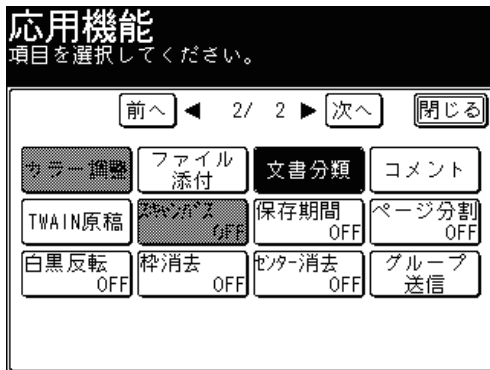 応用機能
項目を選択してください。
前へ ◀ 2/ 2 ▶ 次へ 閉じる
カラー調整 ファイル 文書分類 コメント
添付
TWAIN原稿 スキャンパス 保存期間 ページ分割
OFF OFF OFF
白黒反転 枠消去 センター消去 グループ
OFF OFF OFF 送信